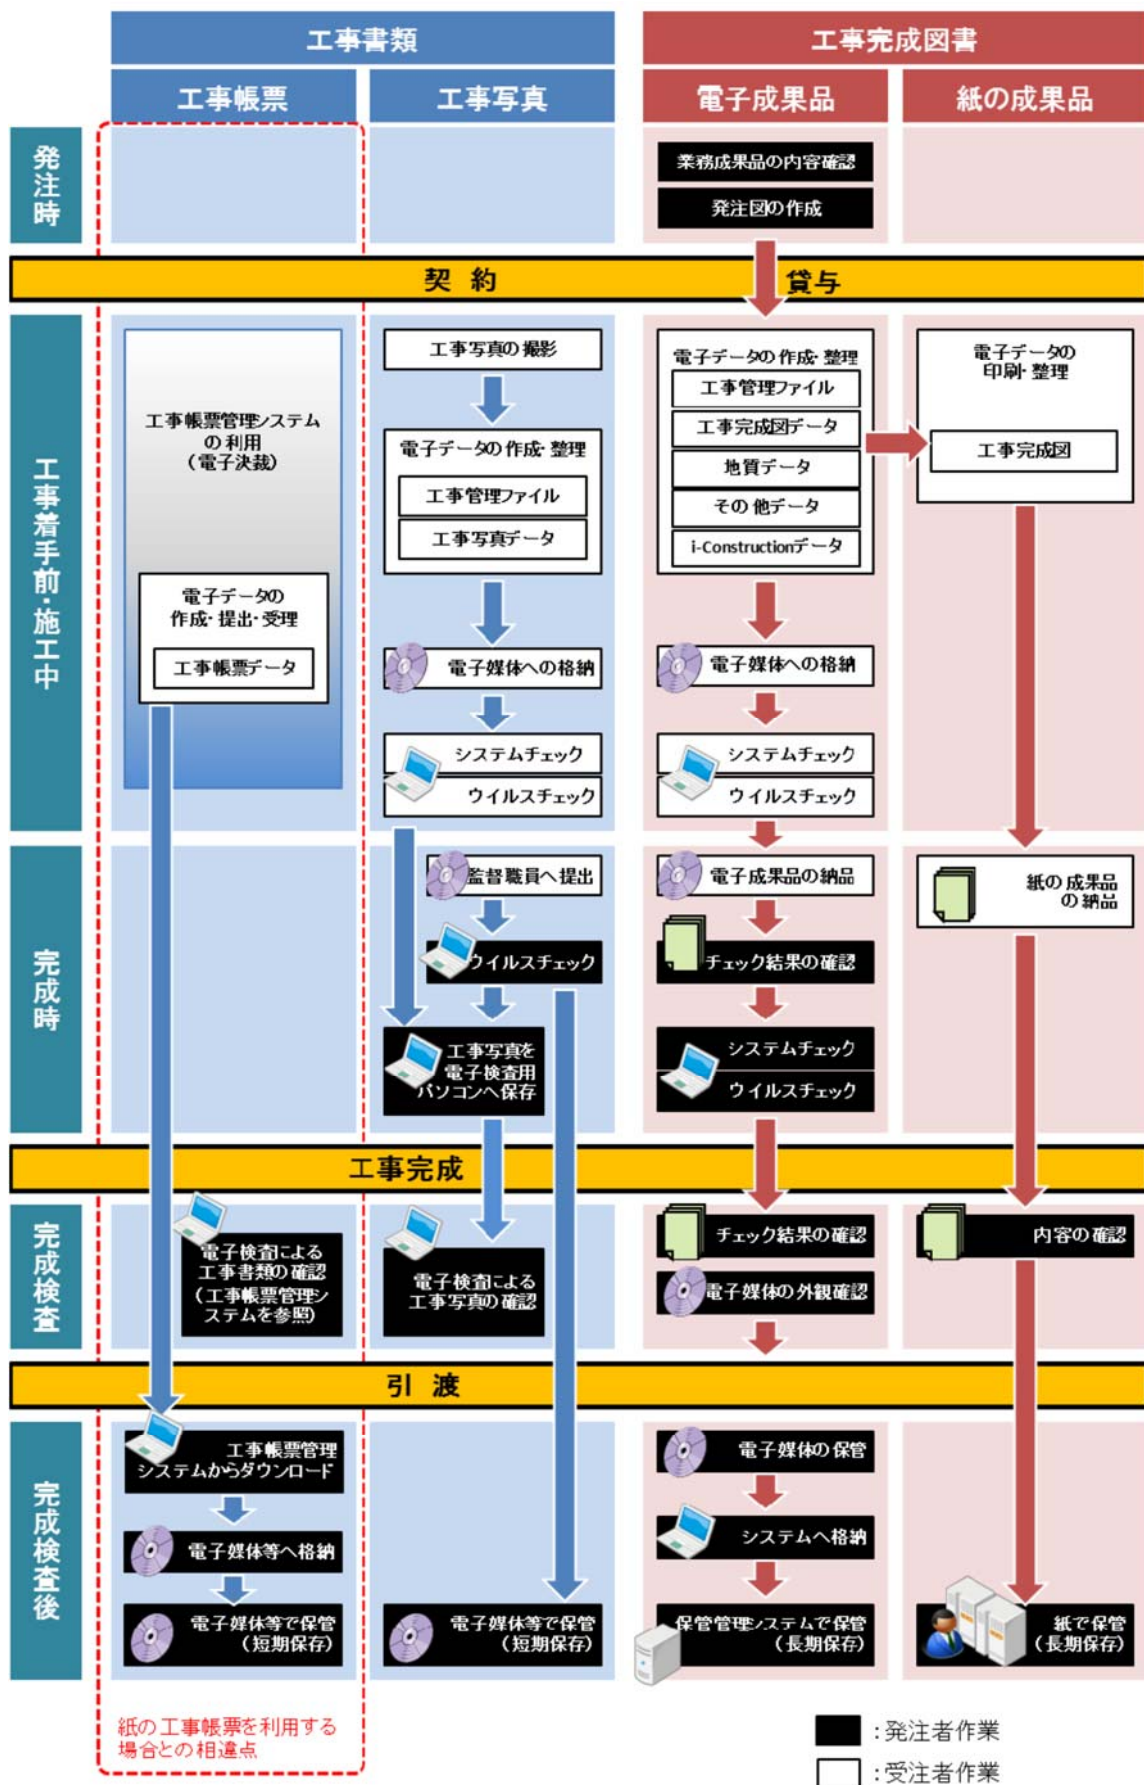 工事書類
工事完成図書
工事帳票
工事写真
電子成果品
紙の成果品
発注時
業務成果品の内容確認
発注図の作成
契 約
貸与
工事着手前・施工中
工事帳票管理システム
の利用
（電子決裁）
電子データの
作成・提出・受理
工事帳票データ
工事写真の撮影
電子データの作成・整理
工事管理ファイル
工事写真データ
電子媒体への格納
システムチェック
ウイルスチェック
電子データの作成・整理
工事管理ファイル
工事完成図データ
地質データ
その他データ
i-Constructionデータ
電子媒体への格納
システムチェック
ウイルスチェック
電子データの
印刷・整理
工事完成図
完成時
監督職員へ提出
ウイルスチェック
工事写真を
電子検査用
パソコンへ保存
電子成果品の納品
チェック結果の確認
システムチェック
ウイルスチェック
紙の成果品
の納品
工事完成
完成検査
電子検査による
工事書類の確認
（工事帳票管理シ
ステムを参照）
電子検査による
工事写真の確認
チェック結果の確認
電子媒体の外観確認
内容の確認
引 渡
完成検査後
工事帳票管理
システムからダウンロード
電子媒体等へ格納
電子媒体等で保管
（短期保存）
電子媒体等で保管
（短期保存）
電子媒体の保管
システムへ格納
保管管理システムで保管
（長期保存）
紙で保管
（長期保存）
紙の工事帳票を利用する
場合との相違点
：発注者作業
：受注者作業